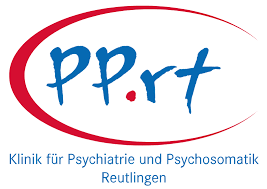 PP.rt
Klinik für Psychiatrie und Psychosomatik
Reutlingen